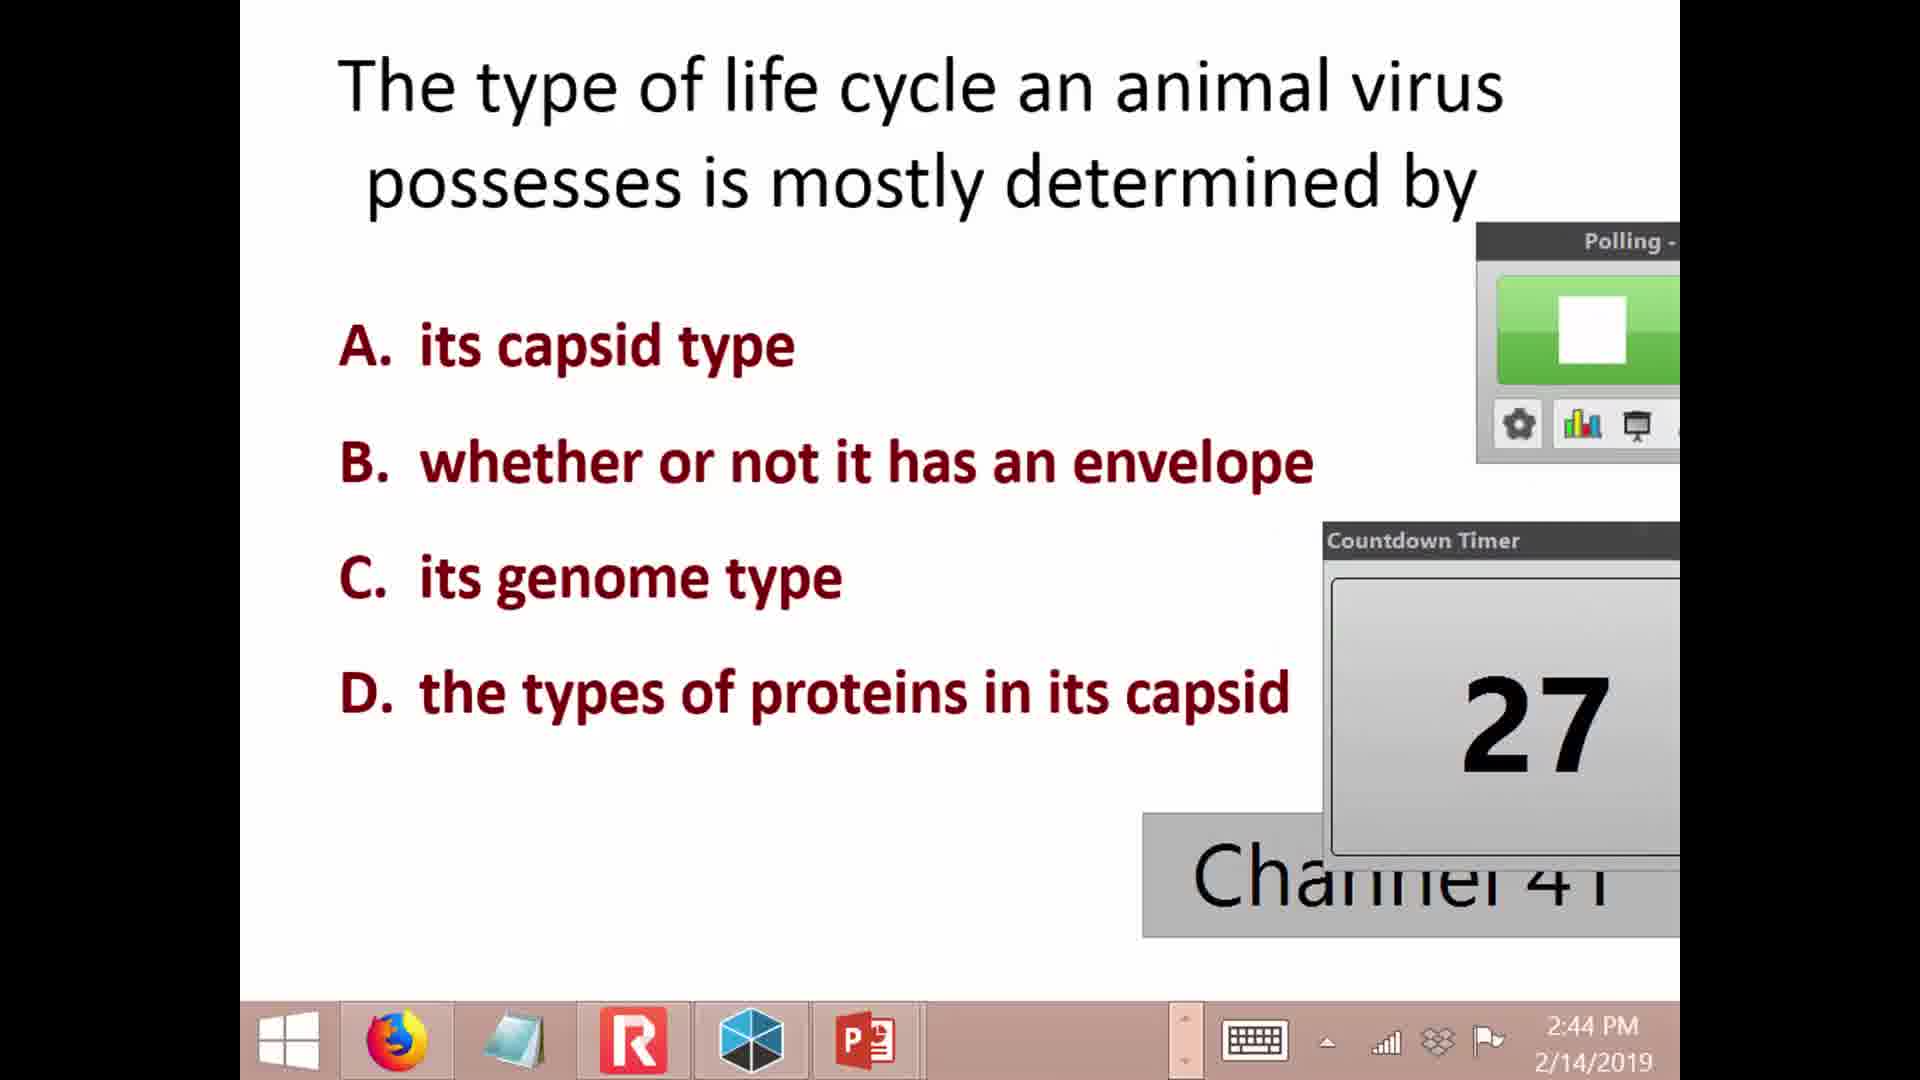 The type of life cycle an animal virus
possesses is mostly determined by
Polling -
A. its capsid type
B. whether or not it has an envelope
Countdown Timer
C. its genome type
D. the types of proteins in its capsid
27
Channel 41
2:44 PM
2/14/2019